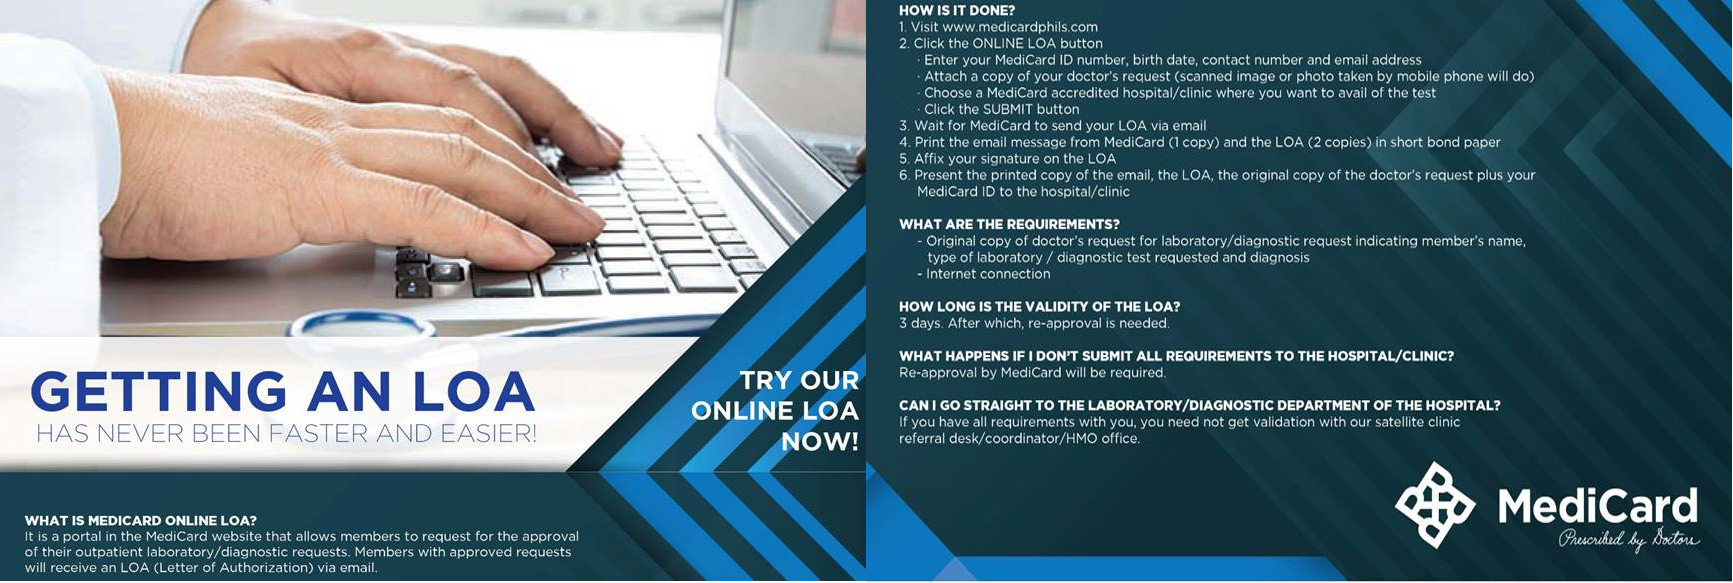 GETTING AN LOA
HAS NEVER BEEN FASTER AND EASIER!
TRY OUR
ONLINE LOA
NOW!
WHAT IS MEDICARD ONLINE LOA?
It is a portal in the MediCard website that allows members to request for the approval
of their outpatient laboratory/diagnostic requests. Members with approved requests
will receive an LOA (Letter of Authorization) via email.
HOW IS IT DONE?
1. Visit www.medicardphils.com
2. Click the ONLINE LOA button
· Enter your MediCard ID number, birth date, contact number and email address
· Attach a copy of your doctor's request (scanned image or photo taken by mobile phone will do)
· Choose a MediCard accredited hospital/clinic where you want to avail of the test
· Click the SUBMIT button
3. Wait for MediCard to send your LOA via email
4. Print the email message from MediCard (1 copy) and the LOA (2 copies) in short bond paper
5. Affix your signature on the LOA
6. Present the printed copy of the email, the LOA, the original copy of the doctor's request plus your
MediCard ID to the hospital/clinic
WHAT ARE THE REQUIREMENTS?
- Original copy of doctor's request for laboratory/diagnostic request indicating member's name,
type of laboratory / diagnostic test requested and diagnosis
- Internet connection
HOW LONG IS THE VALIDITY OF THE LOA?
3 days. After which, re-approval is needed.
WHAT HAPPENS IF I DON'T SUBMIT ALL REQUIREMENTS TO THE HOSPITAL/CLINIC?
Re-approval by MediCard will be required.
CAN I GO STRAIGHT TO THE LABORATORY/DIAGNOSTIC DEPARTMENT OF THE HOSPITAL?
If you have all requirements with you, you need not get validation with our satellite clinic
referral desk/coordinator/HMO office.
MediCard
Prescribed by Doctors